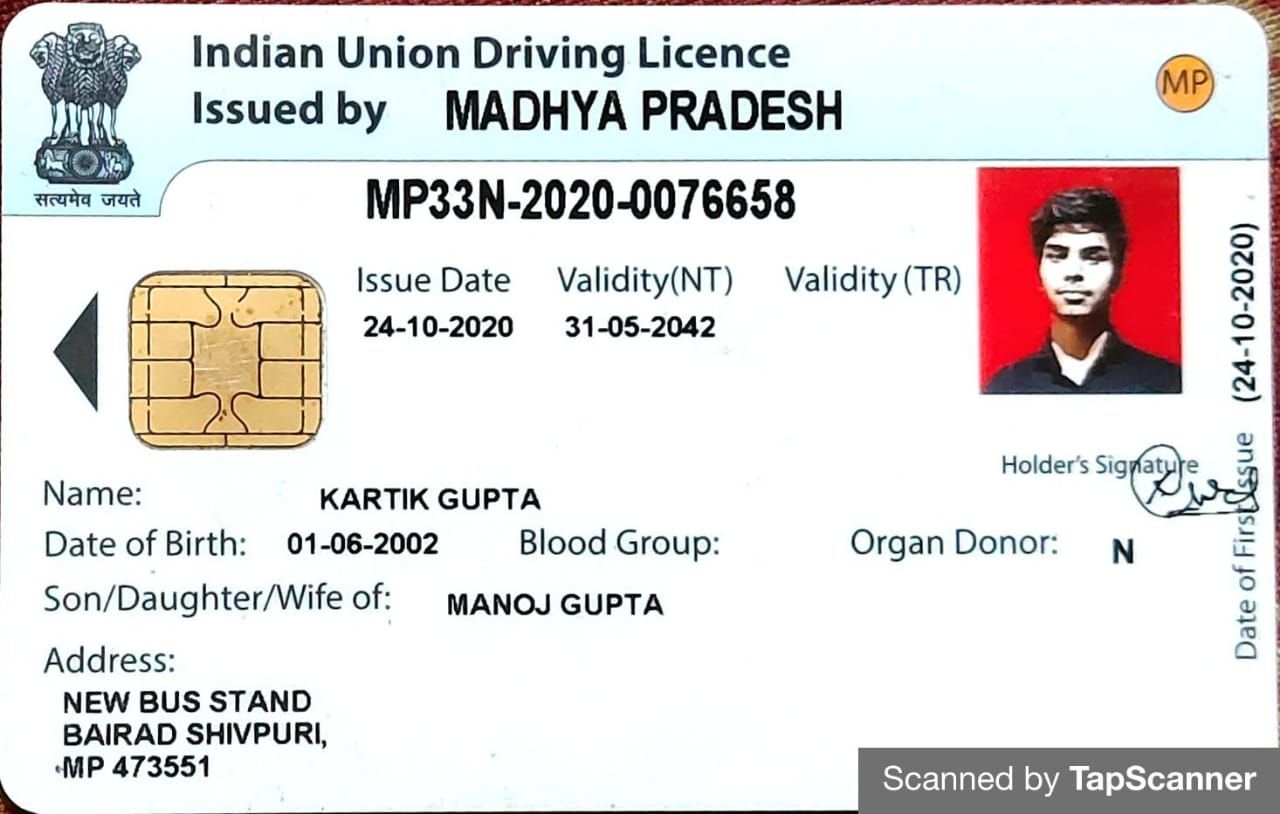 Indian Union Driving Licence
Issued by MADHYA PRADESH
MP
सत्यमेव जयते
MP33N-2020-0076658
Issue Date Validity(NT) Validity (TR)
24-10-2020 31-05-2042
Holder's Signature
Date of First Issue (24-10-2020)
Name: KARTIK GUPTA
Date of Birth: 01-06-2002 Blood Group: Organ Donor: N
Son/Daughter/Wife of: MANOJ GUPTA
Address:
NEW BUS STAND
BAIRAD SHIVPURI,
MP 473551
Scanned by TapScanner